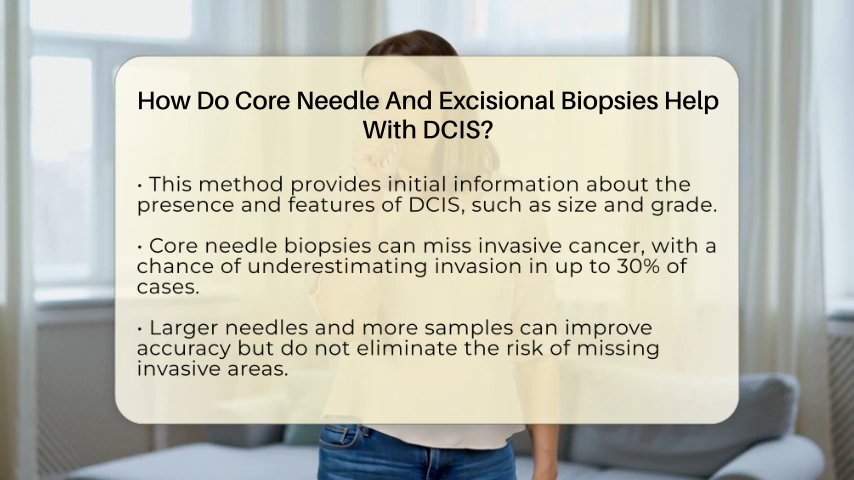 How Do Core Needle And Excisional Biopsies Help
With DCIS?
• This method provides initial information about the
presence and features of DCIS, such as size and grade.
• Core needle biopsies can miss invasive cancer, with a
chance of underestimating invasion in up to 30% of
cases.
• Larger needles and more samples can improve
accuracy but do not eliminate the risk of missing
invasive areas.